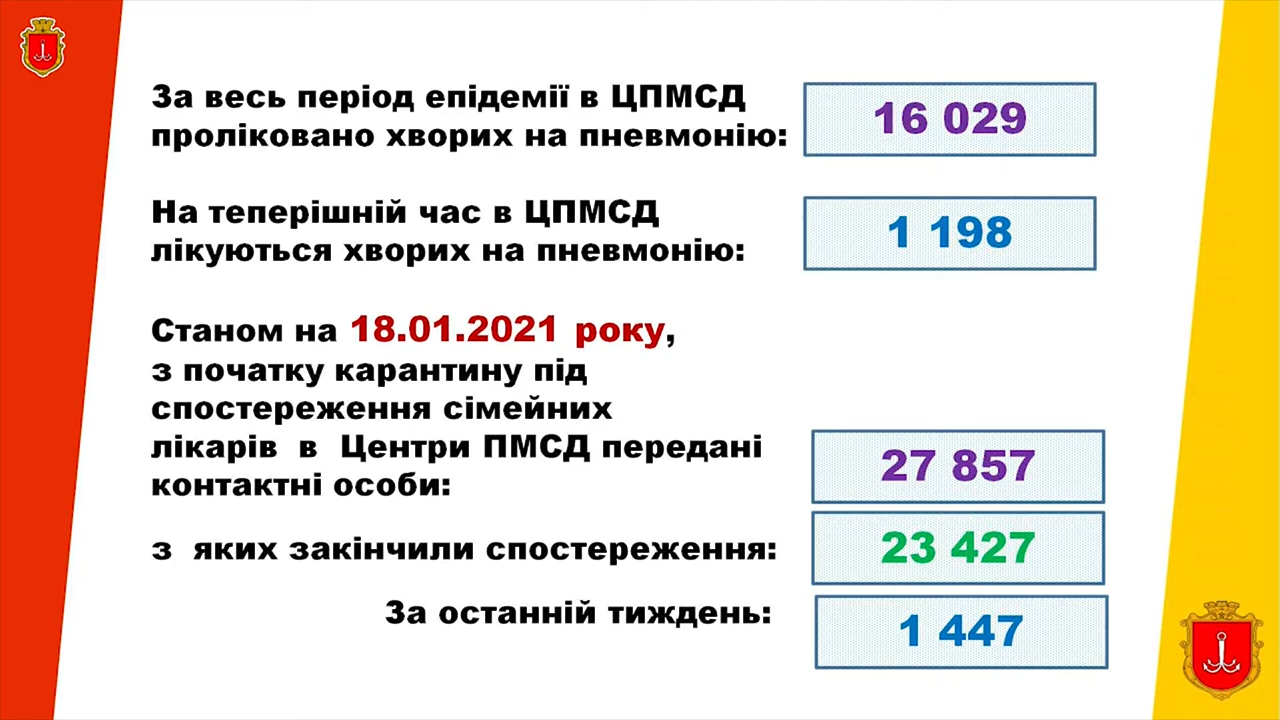 За весь період епідемії в ЦПМСД
проліковано хворих на пневмонію:
16 029
На теперішній час в ЦПМСД
лікуються хворих на пневмонію:
1 198
Станом на 18.01.2021 року,
з початку карантину під
спостереження сімейних
лікарів в Центри ПМСД передані
контактні особи:
27 857
з яких закінчили спостереження:
23 427
За останній тиждень:
1 447